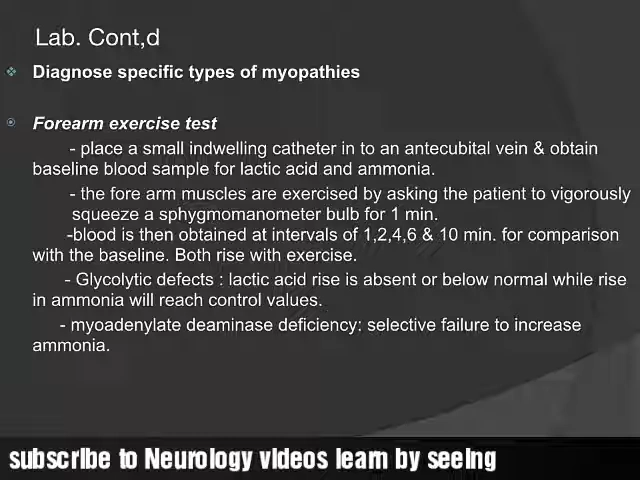 Lab. Cont,d
Diagnose specific types of myopathies
Forearm exercise test
- place a small indwelling catheter in to an antecubital vein & obtain
baseline blood sample for lactic acid and ammonia.
- the fore arm muscles are exercised by asking the patient to vigorously
squeeze a sphygmomanometer bulb for 1 min.
-blood is then obtained at intervals of 1,2,4,6 & 10 min. for comparison
with the baseline. Both rise with exercise.
- Glycolytic defects : lactic acid rise is absent or below normal while rise
in ammonia will reach control values.
- myoadenylate deaminase deficiency: selective failure to increase
ammonia.
subscribe to Neurology videos learn by seeing